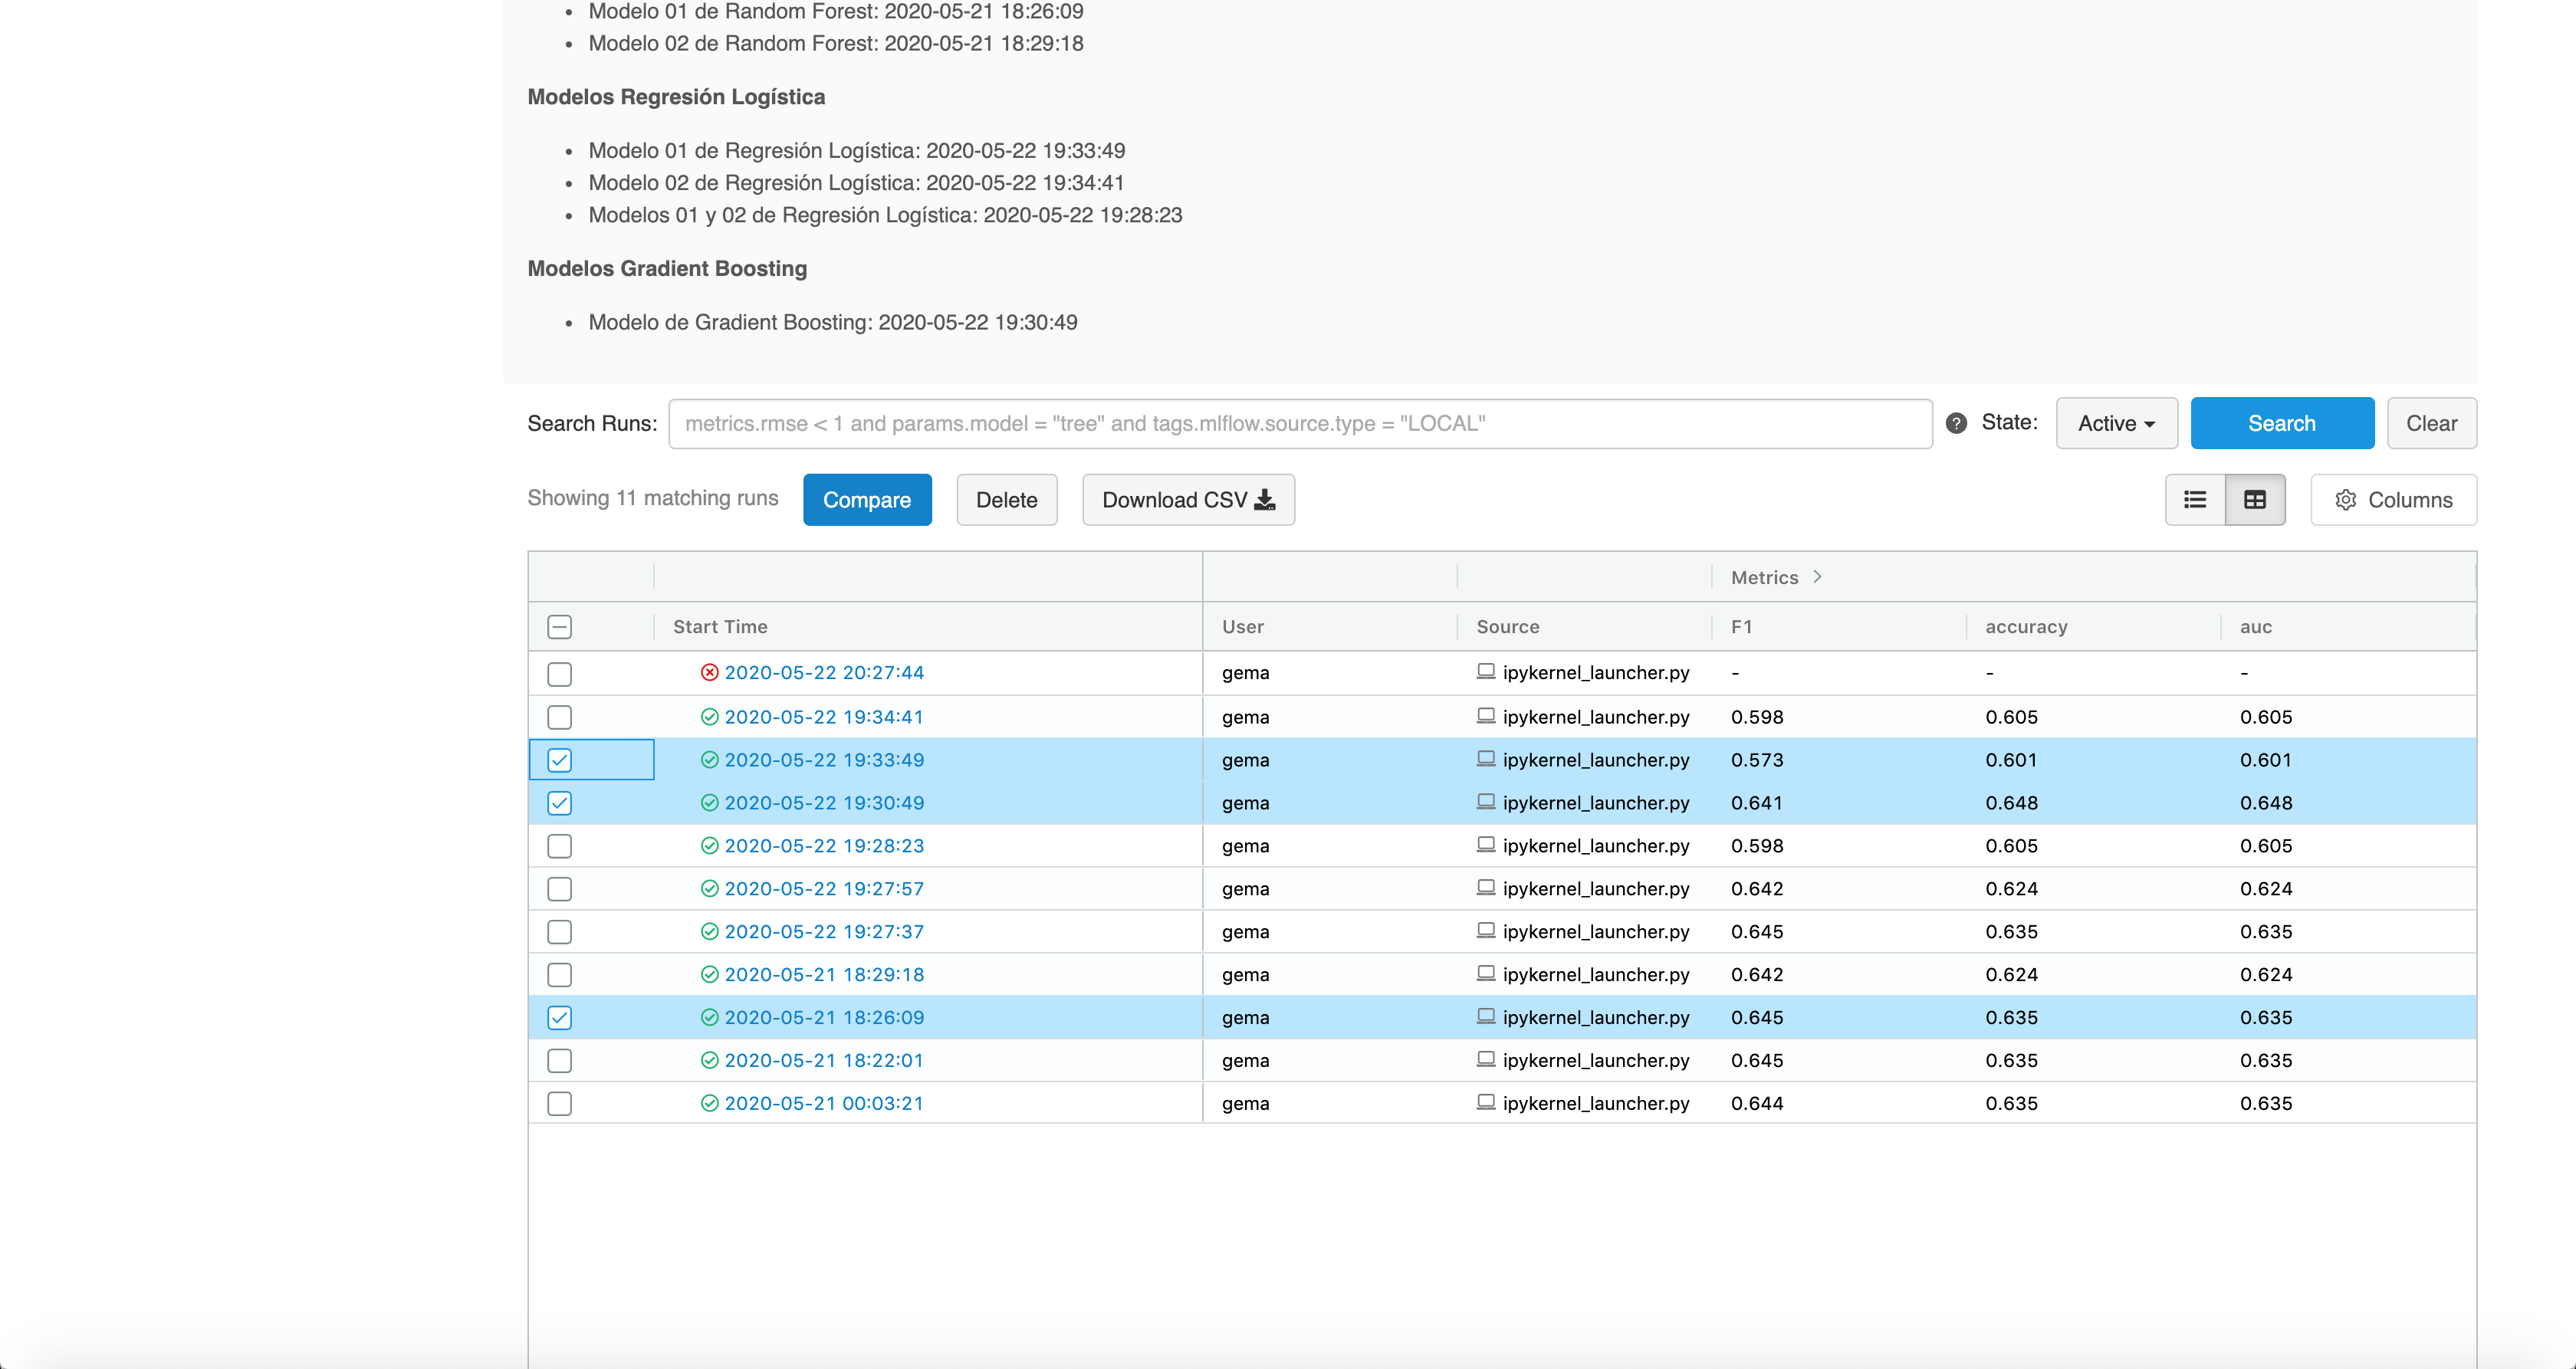 Modelo 01 de Random Forest: 2020-05-21 18:26:09
Modelo 02 de Random Forest: 2020-05-21 18:29:18
Modelos Regresión Logística
Modelo 01 de Regresión Logística: 2020-05-22 19:33:49
Modelo 02 de Regresión Logística: 2020-05-22 19:34:41
Modelos 01 y 02 de Regresión Logística: 2020-05-22 19:28:23
Modelos Gradient Boosting
Modelo de Gradient Boosting: 2020-05-22 19:30:49
Search Runs: metrics.rmse < 1 and params.model = "tree" and tags.mlflow.source.type = "LOCAL" ? State: Active Search Clear
Showing 11 matching runs Compare Delete Download CSV Columns
Metrics
Start Time User Source F1 accuracy auc
2020-05-22 20:27:44 gema ipykernel_launcher.py - - -
2020-05-22 19:34:41 gema ipykernel_launcher.py 0.598 0.605 0.605
2020-05-22 19:33:49 gema ipykernel_launcher.py 0.573 0.601 0.601
2020-05-22 19:30:49 gema ipykernel_launcher.py 0.641 0.648 0.648
2020-05-22 19:28:23 gema ipykernel_launcher.py 0.598 0.605 0.605
2020-05-22 19:27:57 gema ipykernel_launcher.py 0.642 0.624 0.624
2020-05-22 19:27:37 gema ipykernel_launcher.py 0.645 0.635 0.635
2020-05-21 18:29:18 gema ipykernel_launcher.py 0.642 0.624 0.624
2020-05-21 18:26:09 gema ipykernel_launcher.py 0.645 0.635 0.635
2020-05-21 18:22:01 gema ipykernel_launcher.py 0.645 0.635 0.635
2020-05-21 00:03:21 gema ipykernel_launcher.py 0.644 0.635 0.635